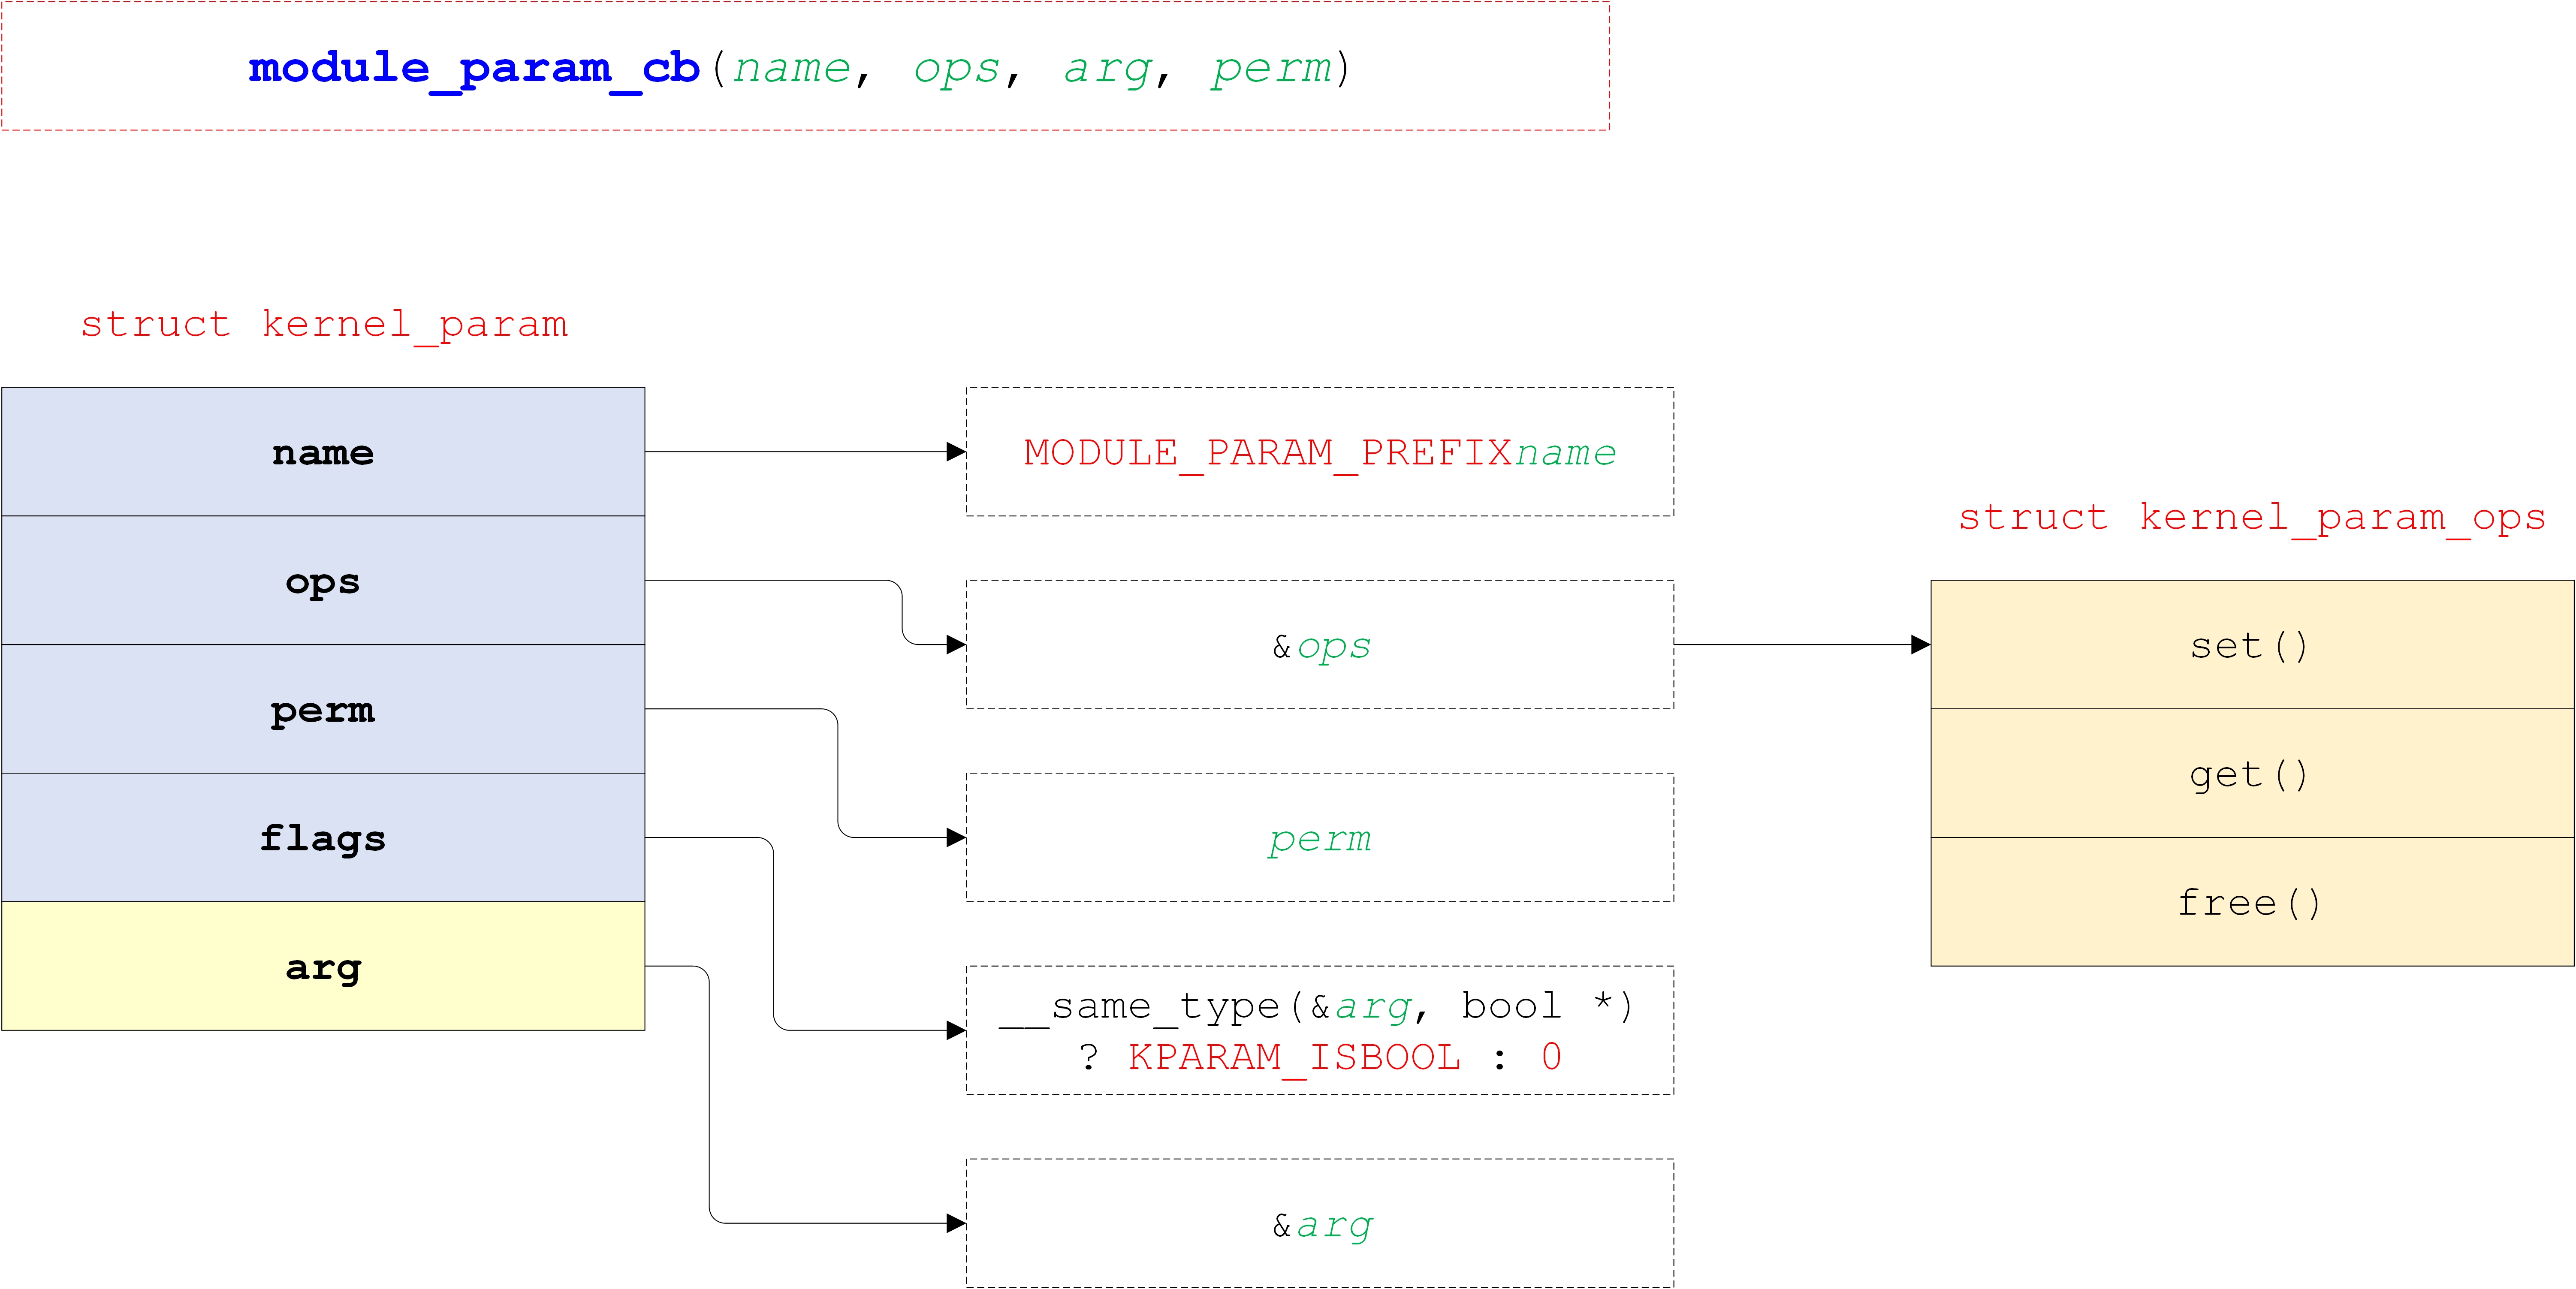 module_param_cb(name, ops, arg, perm)
struct kernel_param
name
ops
perm
flags
arg
MODULE_PARAM_PREFIXname
&ops
perm
__same_type(&arg, bool *)
? KPARAM_ISBOOL : 0
&arg
struct kernel_param_ops
set()
get()
free()